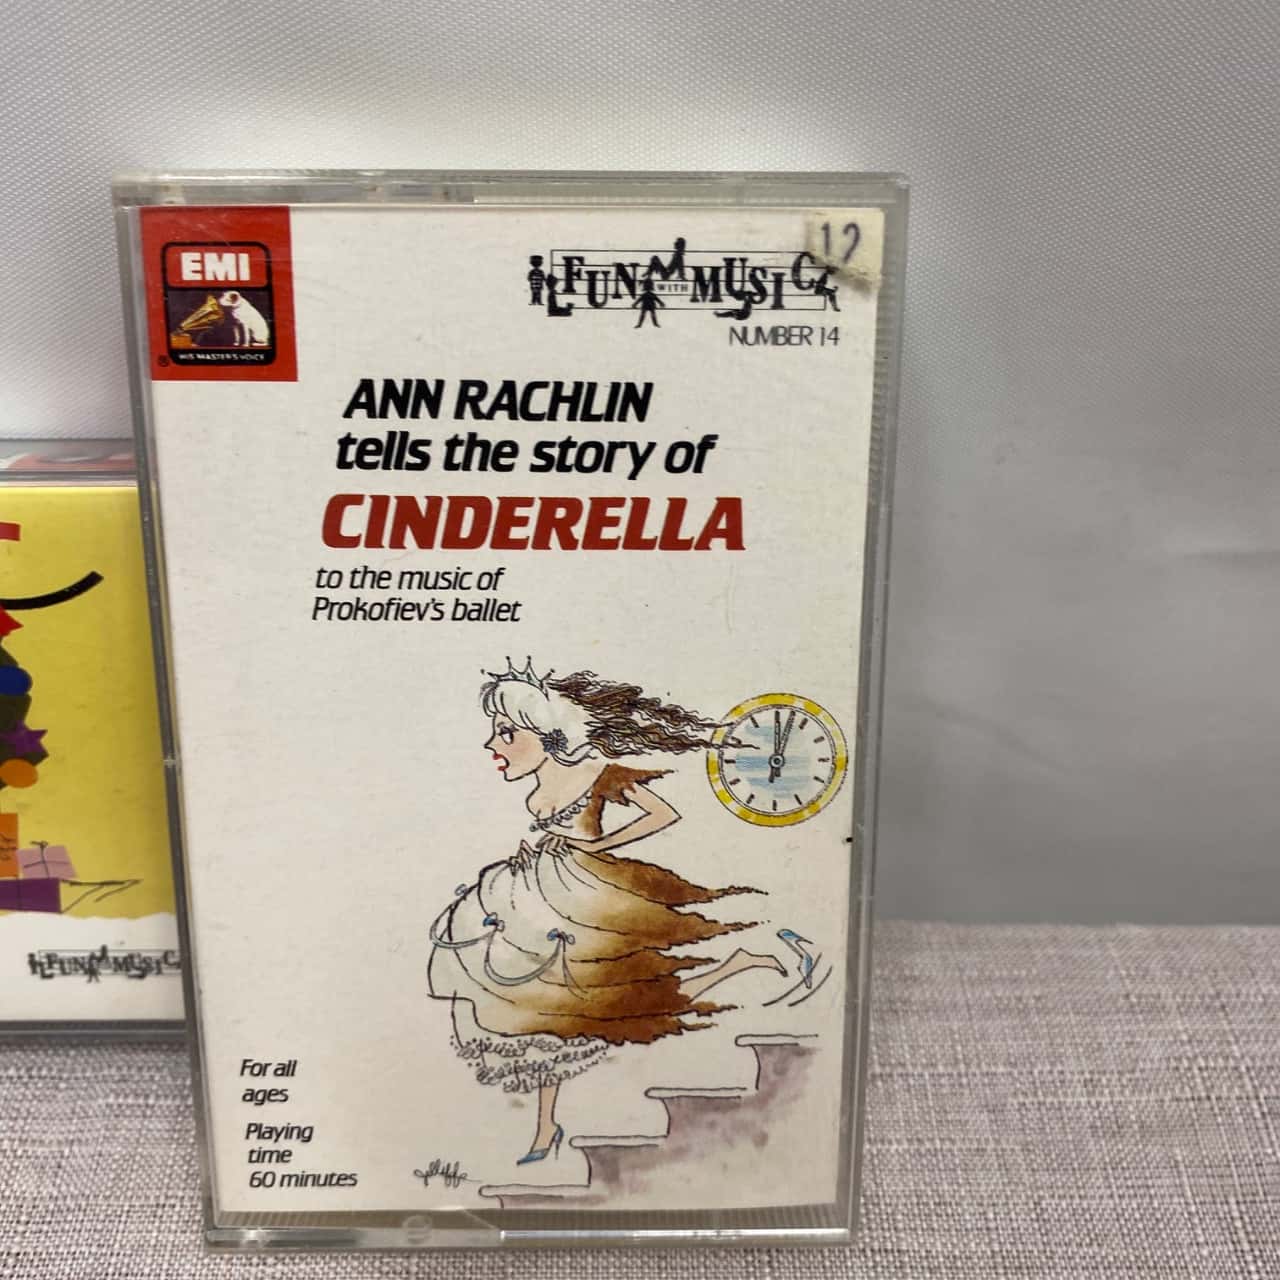 EMI
HIS MASTER'S VOICE
®
12
FUN WITH MUSIC
NUMBER 14
ANN RACHLIN
tells the story of
CINDERELLA
to the music of
Prokofiev's ballet
For all
ages
Playing
time
60 minutes
Jolliffe
FUN MUSIC